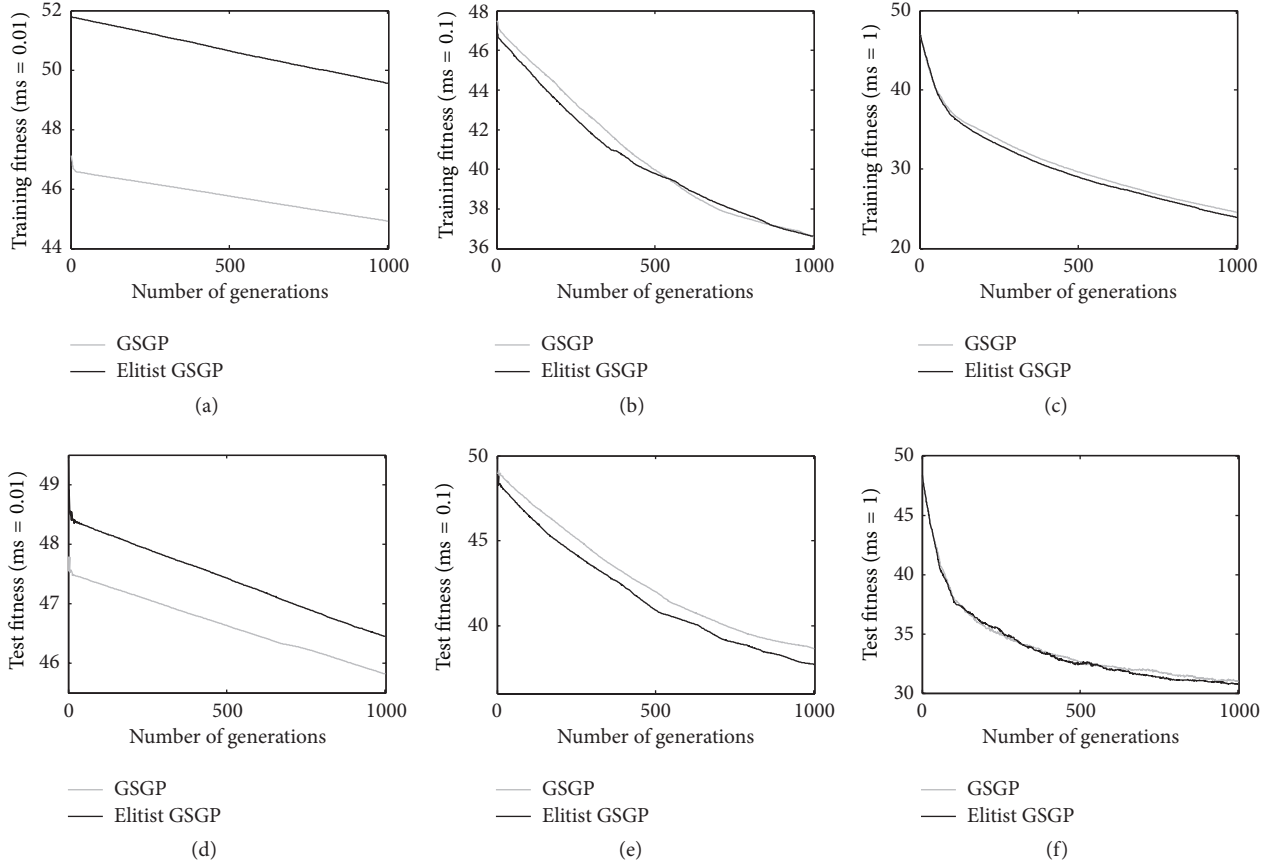 Training fitness (ms = 0.01)
52
50
48
46
44
0
500
1000
Number of generations
GSGP
Elitist GSGP
(a)
Training fitness (ms = 0.1)
48
46
44
42
40
38
36
0
500
1000
Number of generations
GSGP
Elitist GSGP
(b)
Training fitness (ms = 1)
50
40
30
20
0
500
1000
Number of generations
GSGP
Elitist GSGP
(c)
Test fitness (ms = 0.01)
49
48
47
46
0
500
1000
Number of generations
GSGP
Elitist GSGP
(d)
Test fitness (ms = 0.1)
50
45
40
0
500
1000
Number of generations
GSGP
Elitist GSGP
(e)
Test fitness (ms = 1)
50
45
40
35
30
0
500
1000
Number of generations
GSGP
Elitist GSGP
(f)